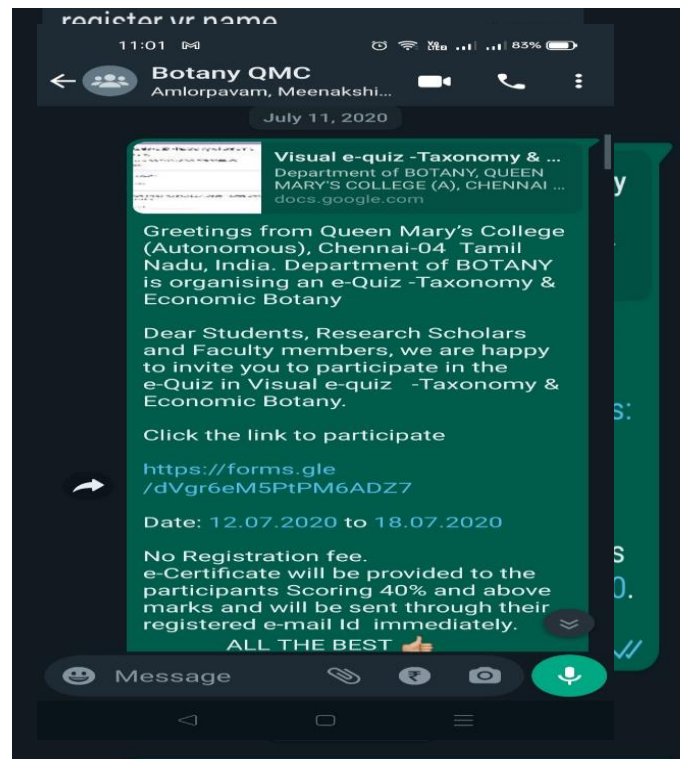 register yr name
11:01 83%
Botany QMC
Amlorpavam, Meenakshi...
July 11, 2020
Visual e-quiz -Taxonomy & ...
Department of BOTANY, QUEEN
MARY'S COLLEGE (A), CHENNAI ...
docs.google.com
Greetings from Queen Mary's College
(Autonomous), Chennai-04 Tamil
Nadu, India. Department of BOTANY
is organising an e-Quiz -Taxonomy &
Economic Botany
Dear Students, Research Scholars
and Faculty members, we are happy
to invite you to participate in the
e-Quiz in Visual e-quiz -Taxonomy &
Economic Botany.
Click the link to participate
https://forms.gle
/dVgr6eM5PtPM6ADZ7
Date: 12.07.2020 to 18.07.2020
No Registration fee.
e-Certificate will be provided to the
participants Scoring 40% and above
marks and will be sent through their
registered e-mail Id immediately.
ALL THE BEST
Message
y
s:
s
0.